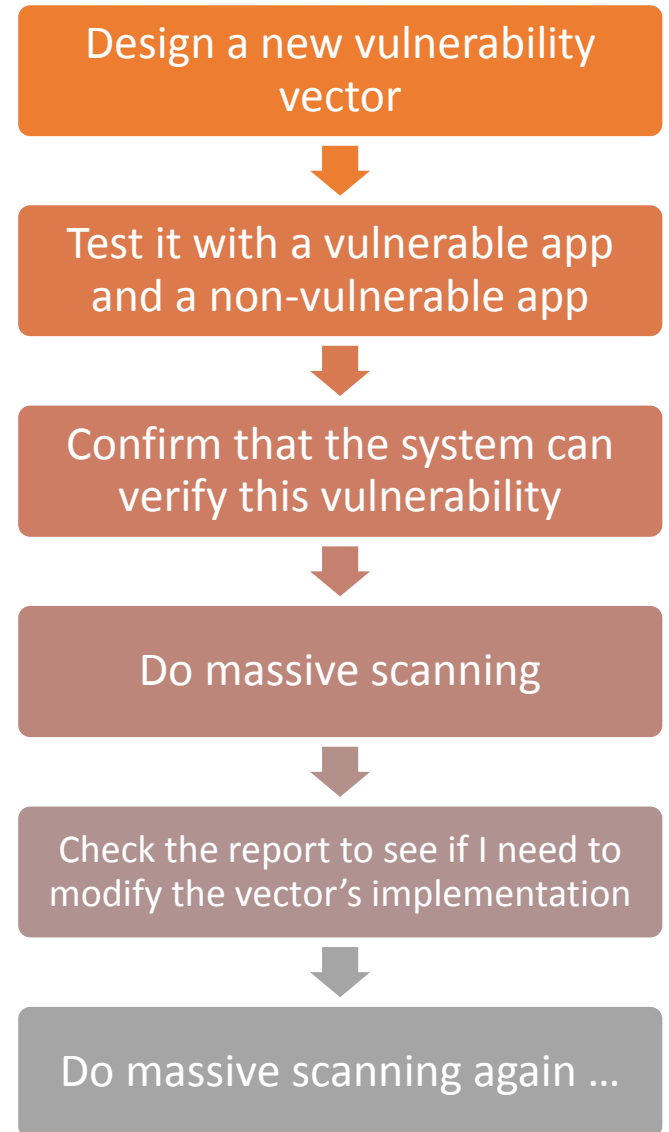 Design a new vulnerability
vector
Test it with a vulnerable app
and a non-vulnerable app
Confirm that the system can
verify this vulnerability
Do massive scanning
Check the report to see if I need to
modify the vector’s implementation
Do massive scanning again …